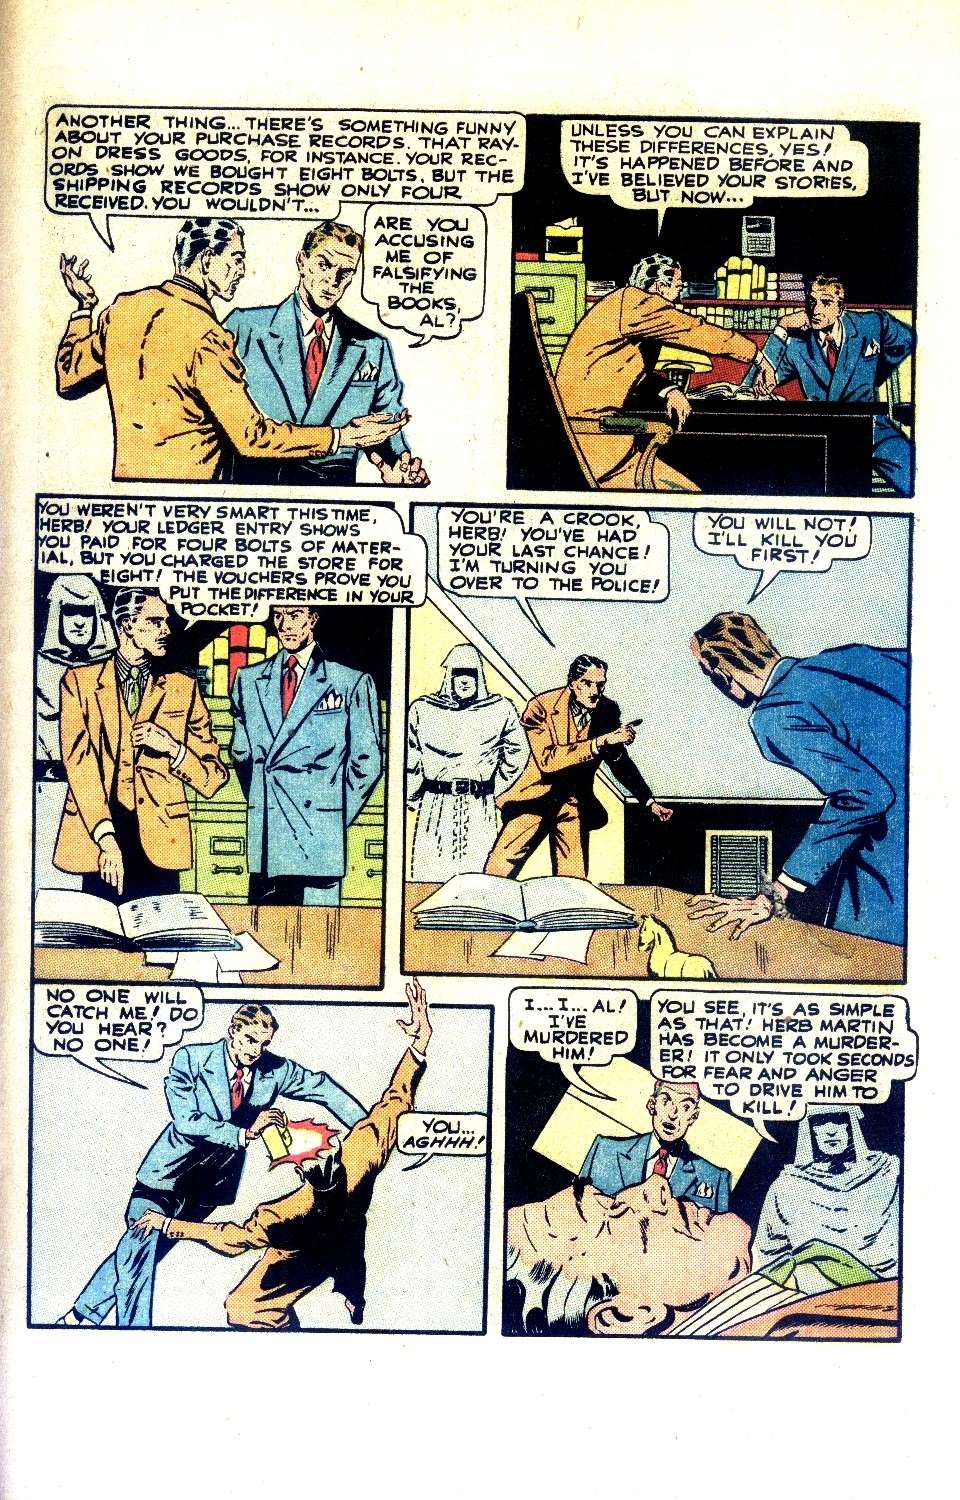 ANOTHER THING... THERE'S SOMETHING FUNNY
ABOUT YOUR PURCHASE RECORDS. THAT RAY-
ON DRESS GOODS, FOR INSTANCE. YOUR REC-
ORDS SHOW WE BOUGHT EIGHT BOLTS, BUT THE
SHIPPING RECORDS SHOW ONLY FOUR
RECEIVED. YOU WOULDN'T...
ARE YOU
ACCUSING
ME OF
FALSIFYING
THE
BOOKS,
AL?
UNLESS YOU CAN EXPLAIN
THESE DIFFERENCES, YES!
IT'S HAPPENED BEFORE AND
I'VE BELIEVED YOUR STORIES,
BUT NOW...
YOU WEREN'T VERY SMART THIS TIME,
HERB! YOUR LEDGER ENTRY SHOWS
YOU PAID FOR FOUR BOLTS OF MATER-
IAL, BUT YOU CHARGED THE STORE FOR
EIGHT! THE VOUCHERS PROVE YOU
PUT THE DIFFERENCE IN YOUR
POCKET!
YOU'RE A CROOK,
HERB! YOU'VE HAD
YOUR LAST CHANCE!
I'M TURNING YOU
OVER TO THE POLICE!
YOU WILL NOT!
I'LL KILL YOU
FIRST!
NO ONE WILL
CATCH ME! DO
YOU HEAR?
NO ONE!
YOU...
AGHHH!
I... I... AL!
I'VE
MURDERED
HIM!
YOU SEE, IT'S AS SIMPLE
AS THAT! HERB MARTIN
HAS BECOME A MURDER-
ER! IT ONLY TOOK SECONDS
FOR FEAR AND ANGER
TO DRIVE HIM TO
KILL!